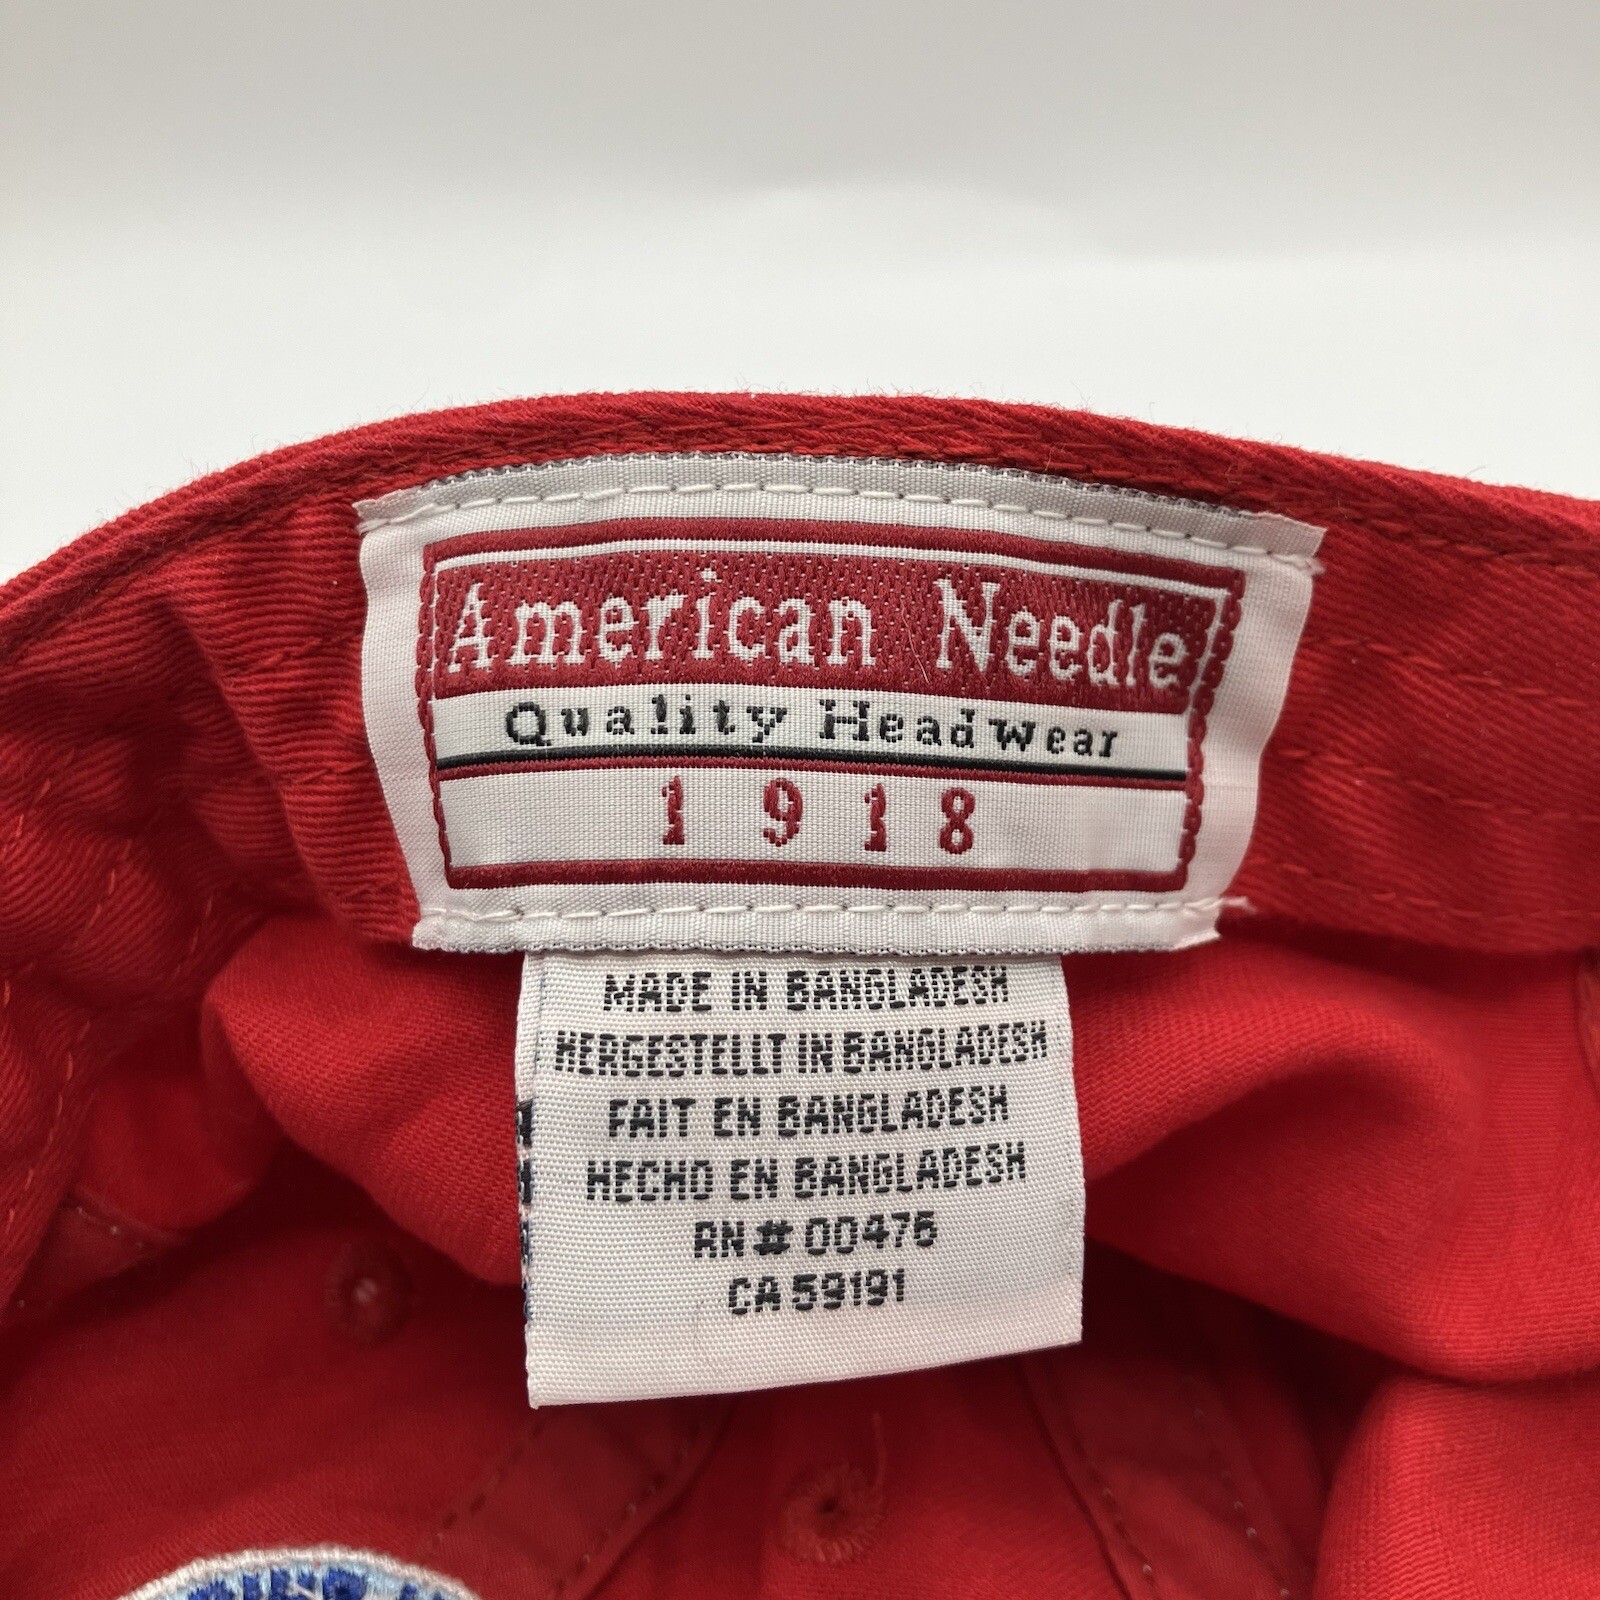 American Needle
Quality Headwear
1918
MADE IN BANGLADESH
HERGESTELLT IN BANGLADESH
FAIT EN BANGLADESH
HECHO EN BANGLADESH
RN # 00476
CA 59191